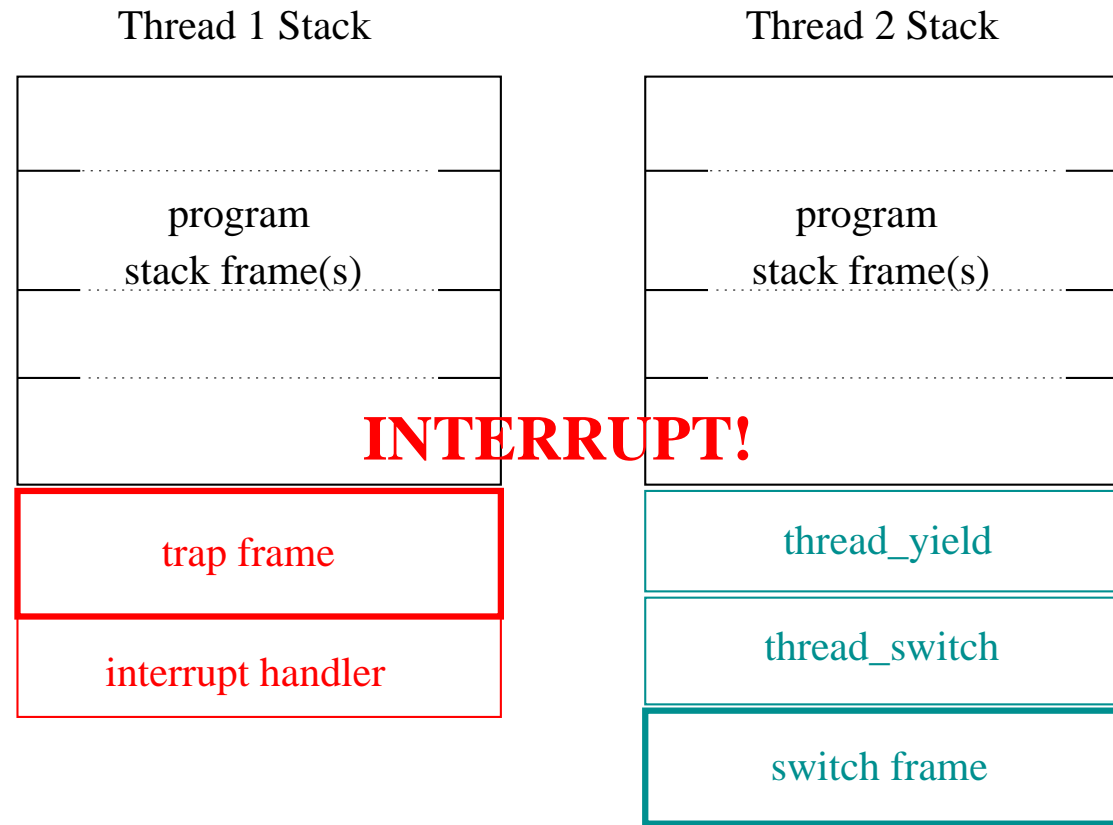 Thread 1 Stack
Thread 2 Stack
program
stack frame(s)
program
stack frame(s)
INTERRUPT!
trap frame
interrupt handler
thread_yield
thread_switch
switch frame